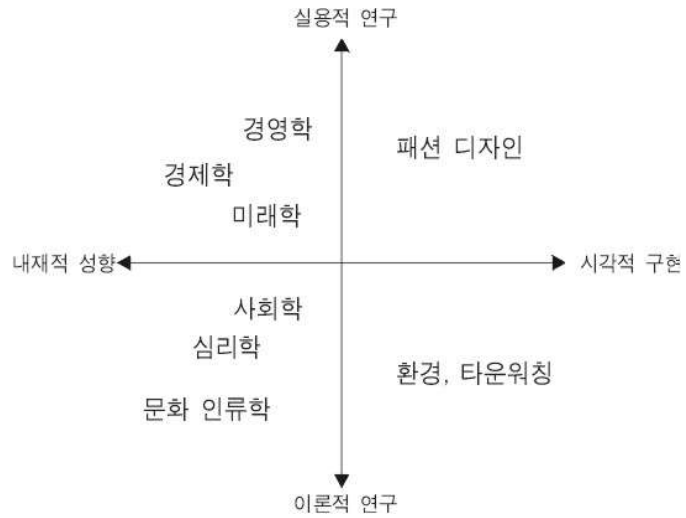 실용적 연구
경영학
패션 디자인
경제학
미래학
내재적 성향
시각적 구현
사회학
심리학
환경, 타운워칭
문화 인류학
이론적 연구